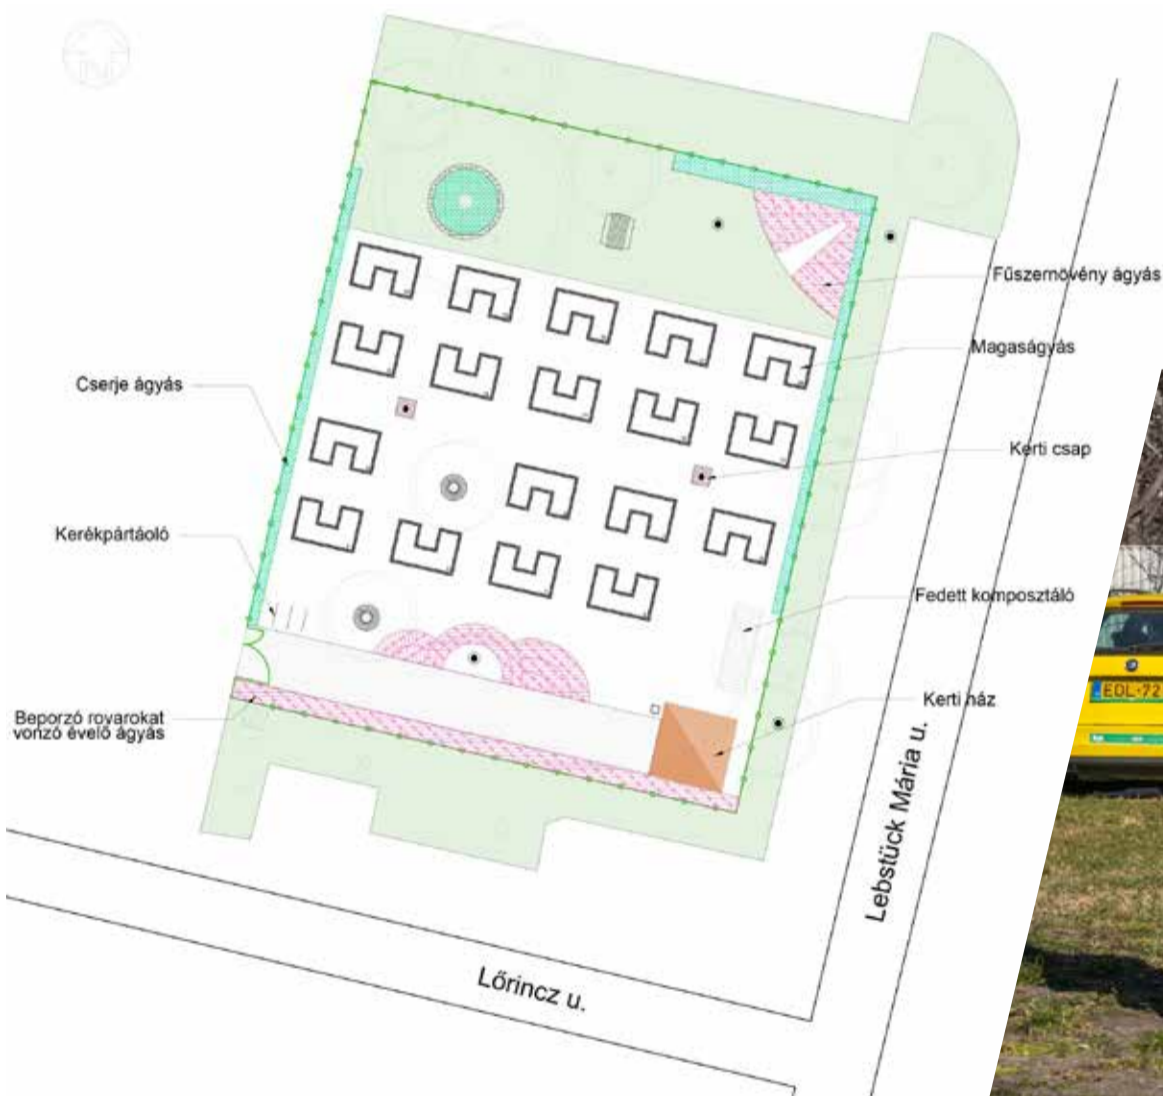 Fűszernövény ágyás
Magaságyás
Cserje ágyás
Kerti csap
Kerékpártáoló
Fedett komposztáló
Kerti ház
Beporzó rovarokat
vonzó évelő ágyás
Lebstück Mária u.
Lőrincz u.
EDL-72